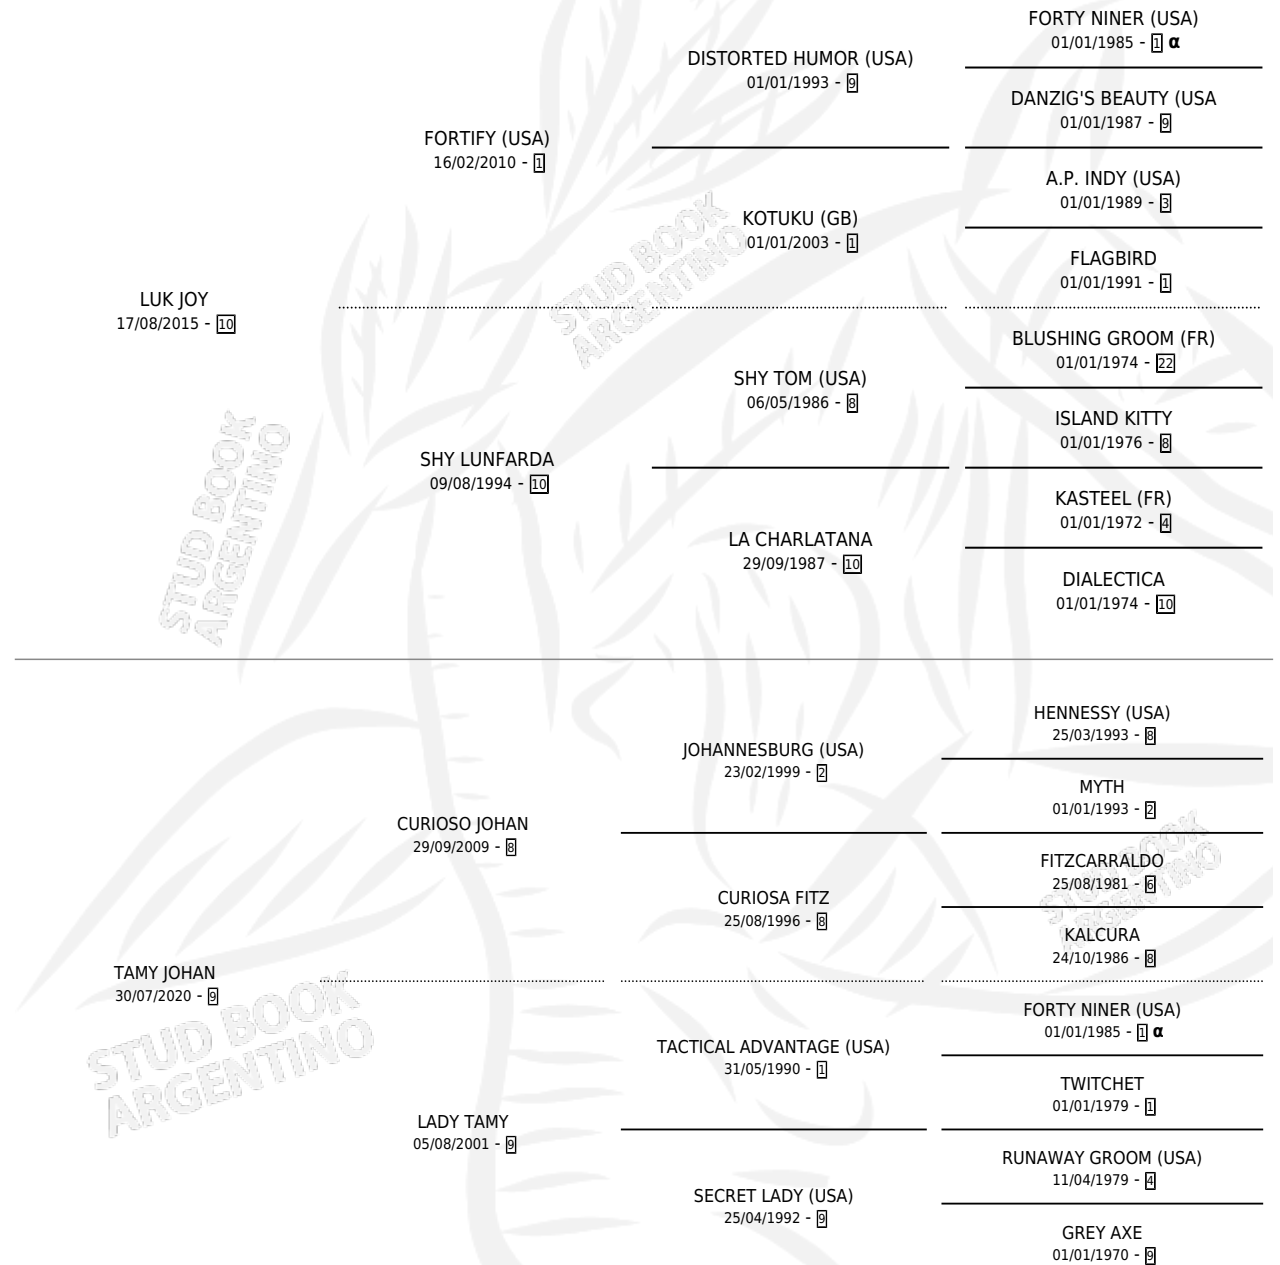 FORTY NINER (USA)
01/01/1985 - 1 α
DISTORTED HUMOR (USA)
01/01/1993 - 9
DANZIG'S BEAUTY (USA
01/01/1987 - 9
FORTIFY (USA)
16/02/2010 - 1
A.P. INDY (USA)
01/01/1989 - 3
KOTUKU (GB)
01/01/2003 - 1
FLAGBIRD
01/01/1991 - 1
LUK JOY
17/08/2015 - 10
BLUSHING GROOM (FR)
01/01/1974 - 22
SHY TOM (USA)
06/05/1986 - 8
ISLAND KITTY
01/01/1976 - 8
SHY LUNFARDA
09/08/1994 - 10
KASTEEL (FR)
01/01/1972 - 4
LA CHARLATANA
29/09/1987 - 10
DIALECTICA
01/01/1974 - 10
HENNESSY (USA)
25/03/1993 - 8
JOHANNESBURG (USA)
23/02/1999 - 2
MYTH
01/01/1993 - 2
CURIOSO JOHAN
29/09/2009 - 8
FITZCARRALDO
25/08/1981 - 6
CURIOSA FITZ
25/08/1996 - 8
KALCURA
24/10/1986 - 8
TAMY JOHAN
30/07/2020 - 9
FORTY NINER (USA)
01/01/1985 - 1 α
TACTICAL ADVANTAGE (USA)
31/05/1990 - 1
TWITCHET
01/01/1979 - 1
LADY TAMY
05/08/2001 - 9
RUNAWAY GROOM (USA)
11/04/1979 - 4
SECRET LADY (USA)
25/04/1992 - 9
GREY AXE
01/01/1970 - 9
STUD BOOK
ARGENTINO
STUD BOOK
ARGENTINO
STUD BOOK
ARGENTINO
STUD BOOK
ARGENTINO